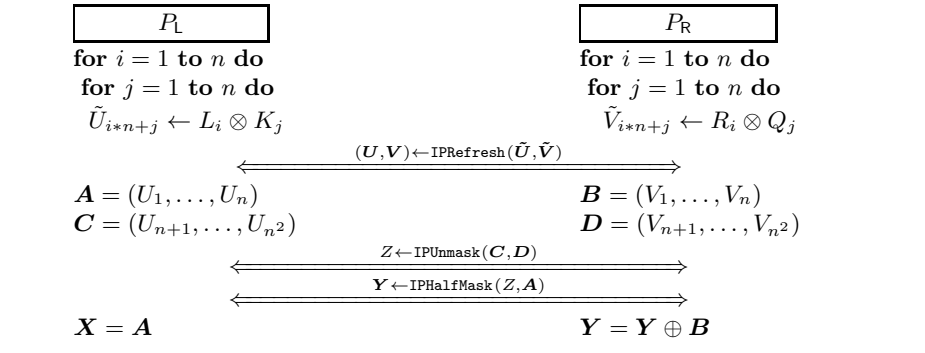 P_L P_R
for i = 1 to n do for i = 1 to n do
for j = 1 to n do for j = 1 to n do
Ũ_{i*n+j} ← L_i ⊗ K_j Ṽ_{i*n+j} ← R_i ⊗ Q_j
(U,V)←IPRefresh(Ũ,Ṽ)
A = (U_1, . . . , U_n) B = (V_1, . . . , V_n)
C = (U_{n+1}, . . . , U_{n^2}) D = (V_{n+1}, . . . , V_{n^2})
Z←IPUnmask(C,D)
Y←IPHalfMask(Z,A)
X = A Y = Y ⊕ B